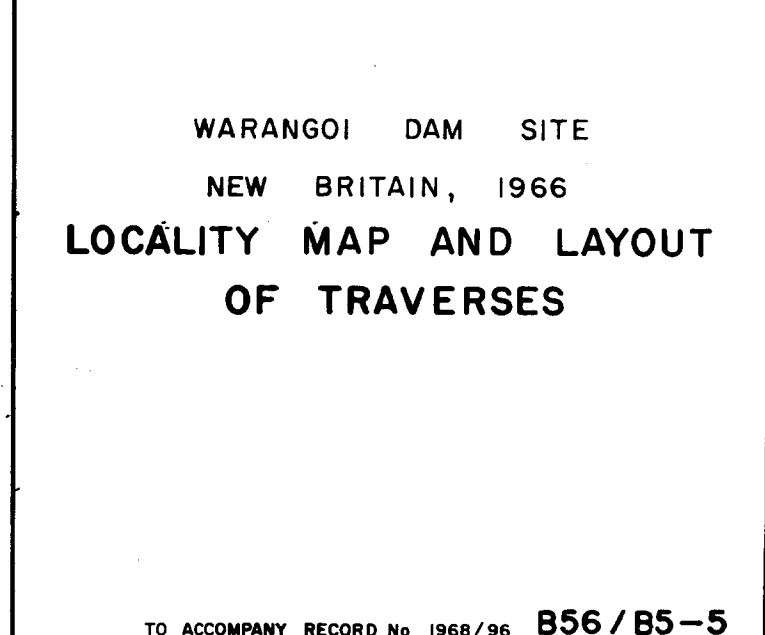 WARANGOI DAM SITE
NEW BRITAIN, 1966
LOCALITY MAP AND LAYOUT
OF TRAVERSES
TO ACCOMPANY RECORD No 1968/96 B56/B5-5